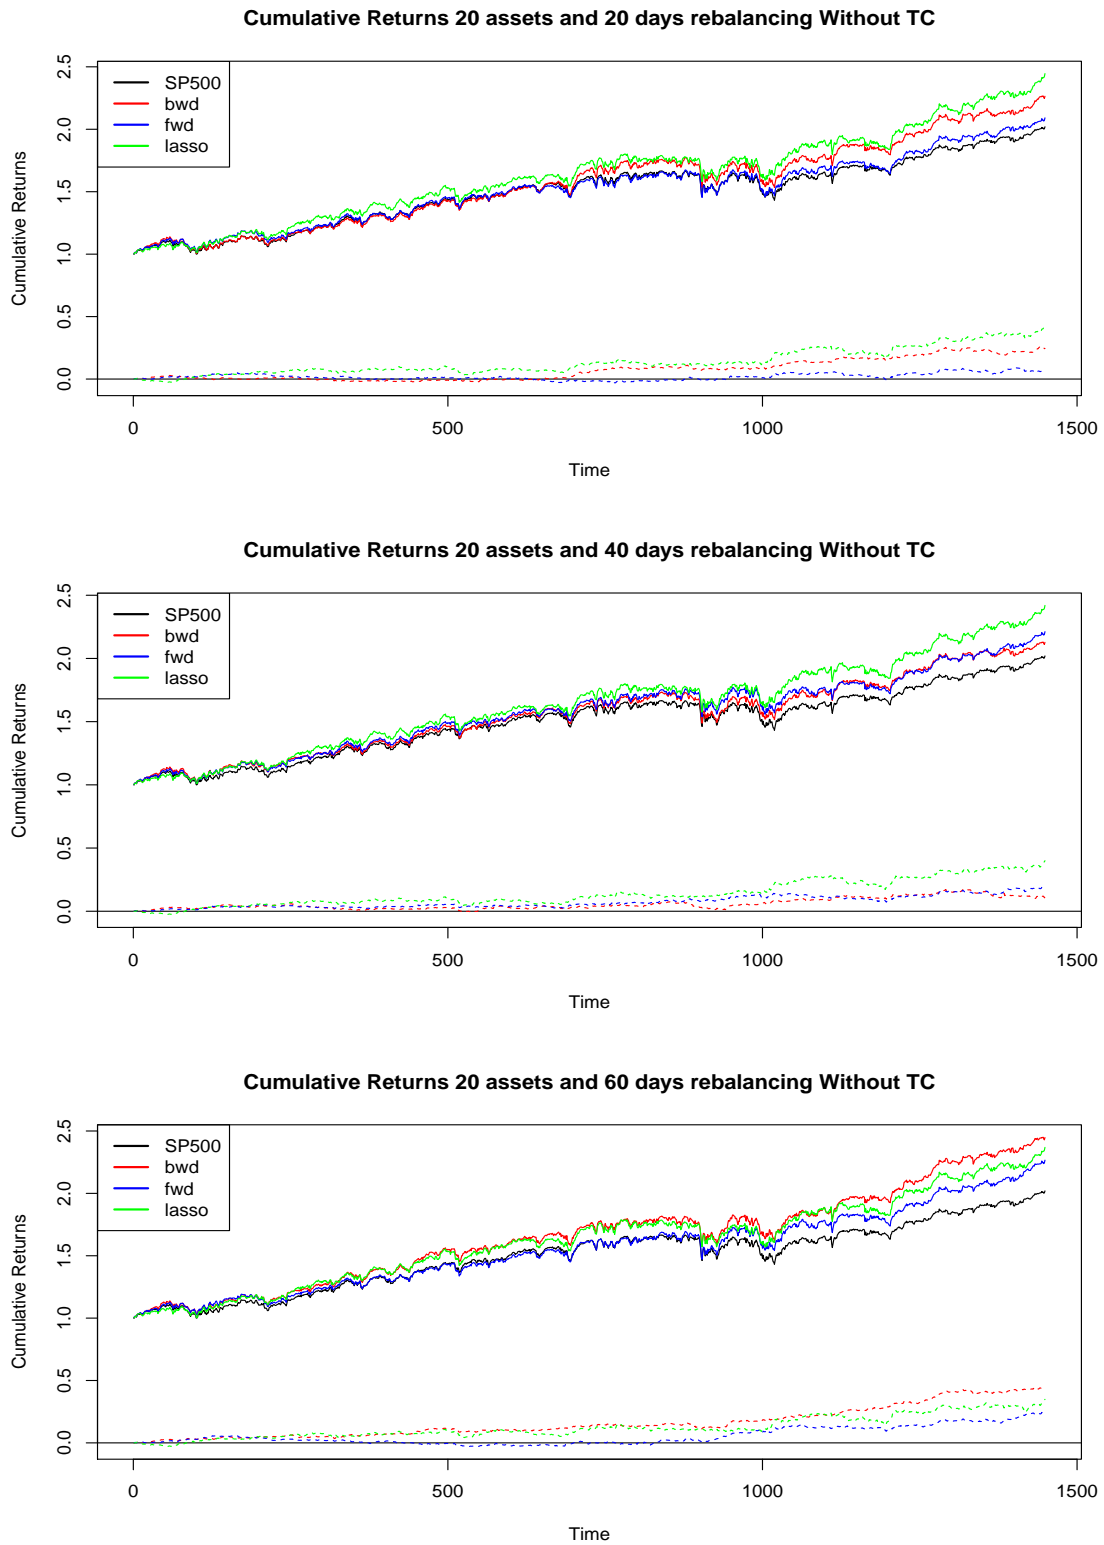 Cumulative Returns 20 assets and 20 days rebalancing Without TC
Cumulative Returns
2.5
2.0
1.5
1.0
0.5
0.0
SP500
bwd
fwd
lasso
0 500 1000 1500
Time
Cumulative Returns 20 assets and 40 days rebalancing Without TC
Cumulative Returns
2.5
2.0
1.5
1.0
0.5
0.0
SP500
bwd
fwd
lasso
0 500 1000 1500
Time
Cumulative Returns 20 assets and 60 days rebalancing Without TC
Cumulative Returns
2.5
2.0
1.5
1.0
0.5
0.0
SP500
bwd
fwd
lasso
0 500 1000 1500
Time